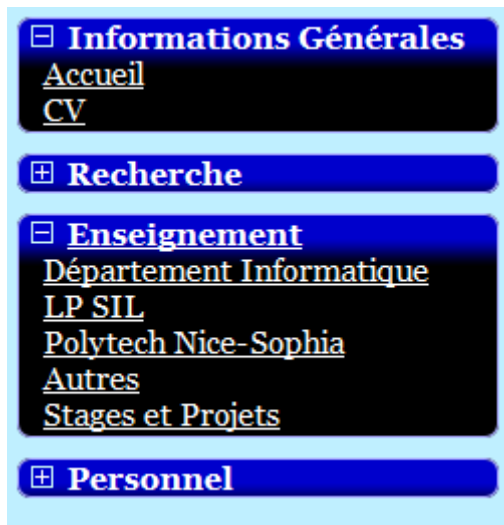 Informations Générales
Accueil
CV
Recherche
Enseignement
Département Informatique
LP SIL
Polytech Nice-Sophia
Autres
Stages et Projets
Personnel